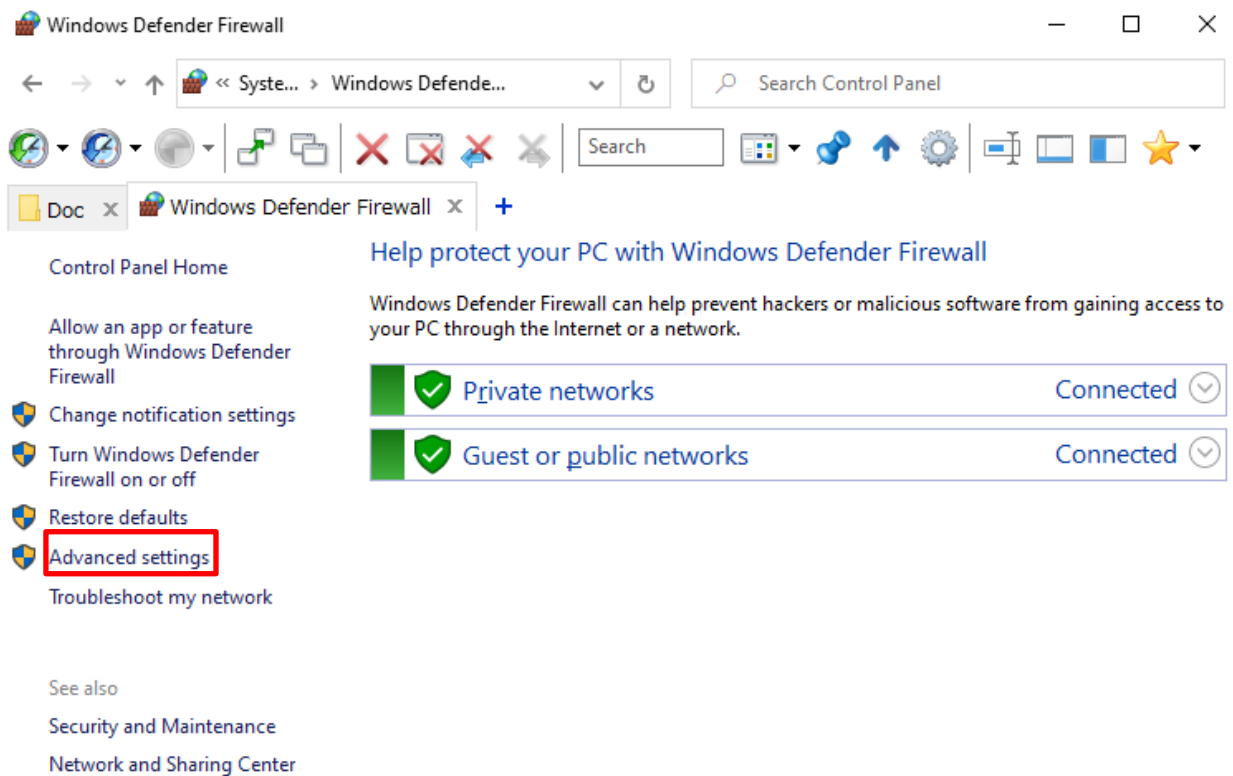 Windows Defender Firewall
« Syste... › Windows Defende...
Search Control Panel
Search
Doc
Windows Defender Firewall
Control Panel Home
Allow an app or feature
through Windows Defender
Firewall
Change notification settings
Turn Windows Defender
Firewall on or off
Restore defaults
Advanced settings
Troubleshoot my network
See also
Security and Maintenance
Network and Sharing Center
Help protect your PC with Windows Defender Firewall
Windows Defender Firewall can help prevent hackers or malicious software from gaining access to
your PC through the Internet or a network.
Private networks Connected
Guest or public networks Connected